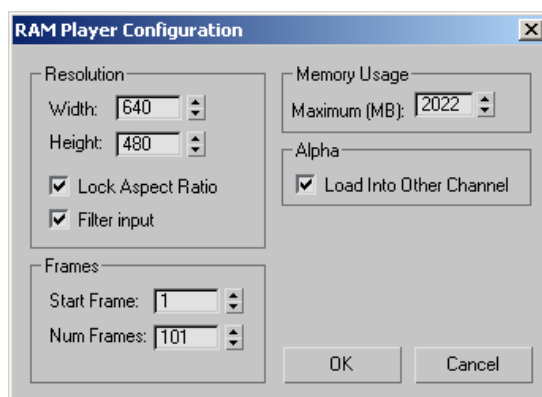 RAM Player Configuration
Resolution
Width: 640
Height: 480
Lock Aspect Ratio
Filter input
Frames
Start Frame: 1
Num Frames: 101
Memory Usage
Maximum (MB): 2022
Alpha
Load Into Other Channel
OK
Cancel